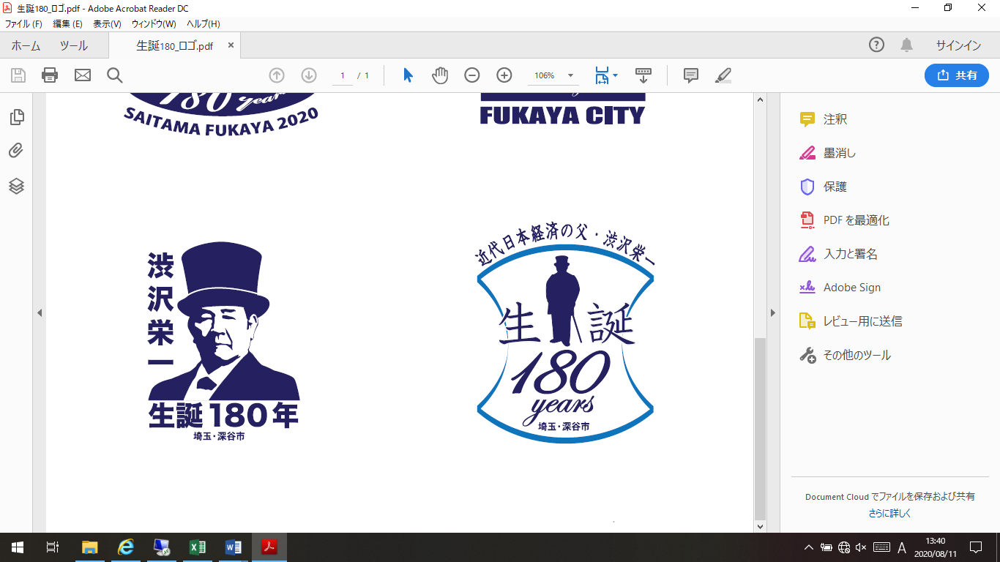 生誕180_ロゴ.pdf - Adobe Acrobat Reader DC
ファイル (F) 編集 (E) 表示(V) ウィンドウ(W) ヘルプ(H)
ホーム ツール 生誕180_ロゴ.pdf × サインイン
1 / 1 106% 共有
180 years
SAITAMA FUKAYA 2020
FUKAYA CITY
渋沢栄一
生誕180年
埼玉・深谷市
近代日本経済の父・渋沢栄一
生誕
180
years
埼玉・深谷市
注釈
墨消し
保護
PDF を最適化
入力と署名
Adobe Sign
レビュー用に送信
その他のツール
Document Cloud でファイルを保存および共有
さらに詳しく
A 13:40
2020/08/11